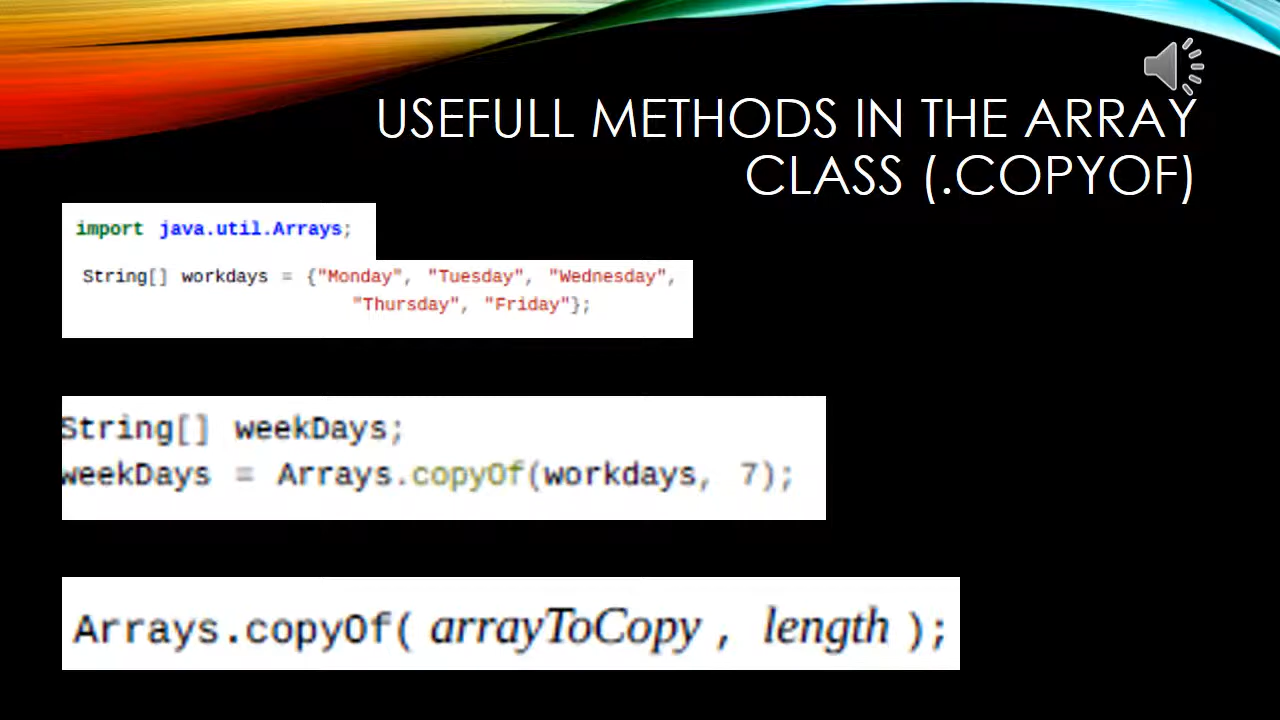 USEFULL METHODS IN THE ARRAY
CLASS (.COPYOF)
import java.util.Arrays;
String[] workdays = {"Monday", "Tuesday", "Wednesday",
"Thursday", "Friday"};
String[] weekDays;
weekDays = Arrays.copyOf(workdays, 7);
Arrays.copyOf( arrayToCopy , length );